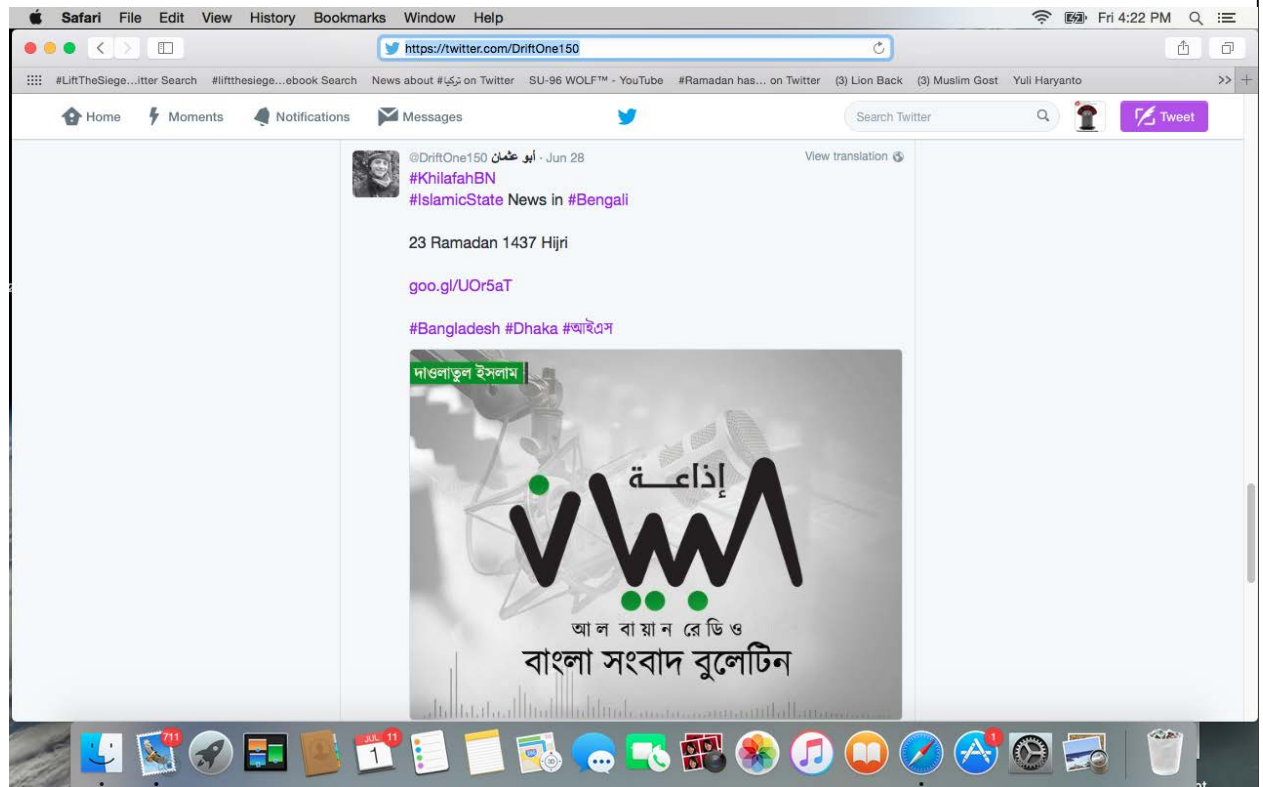 Safari File Edit View History Bookmarks Window Help Fri 4:22 PM
https://twitter.com/DriftOne150
#LiftTheSiege…itter Search #liftthesiege…ebook Search News about #تركيا on Twitter SU-96 WOLF™ - YouTube #Ramadan has… on Twitter (3) Lion Back (3) Muslim Gost Yuli Haryanto >> +
Home Moments Notifications Messages Search Twitter Tweet
@DriftOne150 أبو عثمان · Jun 28 View translation
#KhilafahBN
#IslamicState News in #Bengali
23 Ramadan 1437 Hijri
goo.gl/UOr5aT
#Bangladesh #Dhaka #আইএস
দাওলাতুল ইসলাম
إذاعة
البيان
আল বায়ান রেডিও
বাংলা সংবাদ বুলেটিন
711
JUL 11
1
1